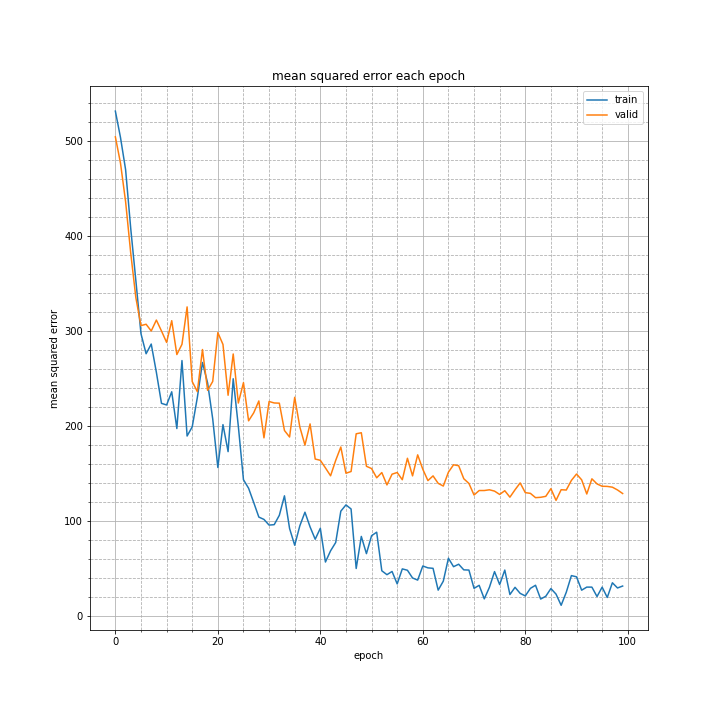 mean squared error each epoch
train
valid
mean squared error
500
400
300
200
100
0
0 20 40 60 80 100
epoch